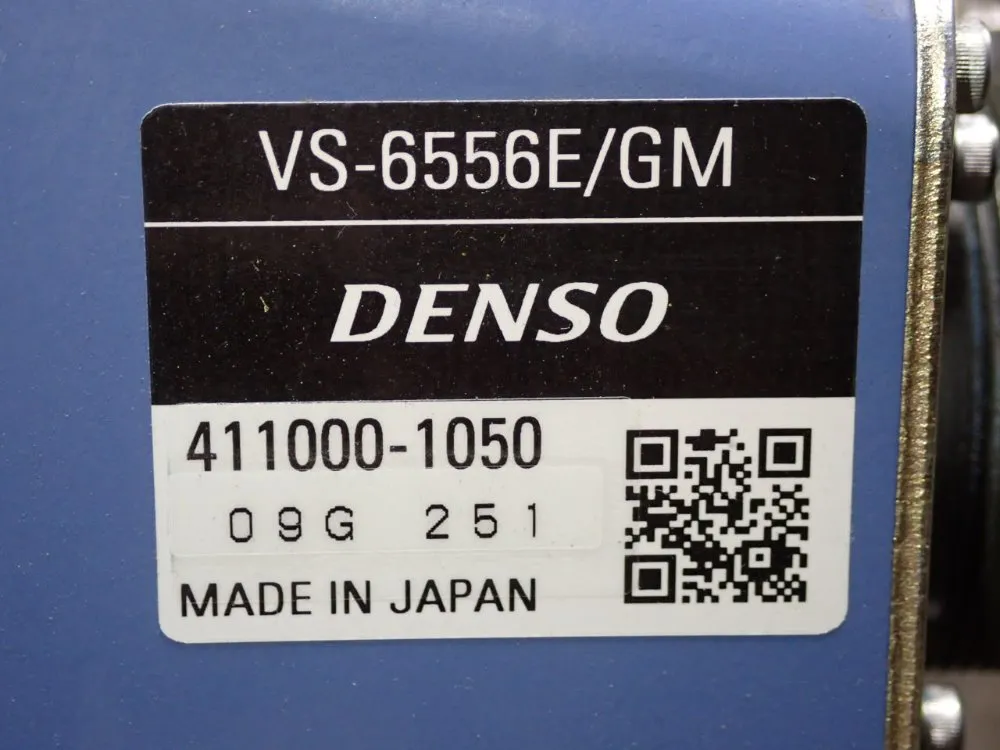 VS-6556E/GM
DENSO
411000-1050
09G 251
MADE IN JAPAN